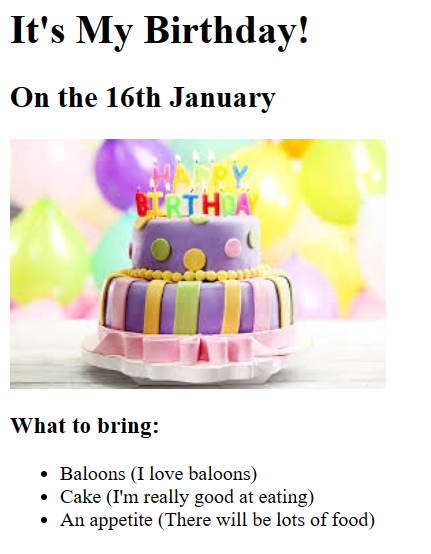 It's My Birthday!
On the 16th January
HAPPY
BIRTHDAY
What to bring:
Baloons (I love baloons)
Cake (I'm really good at eating)
An appetite (There will be lots of food)